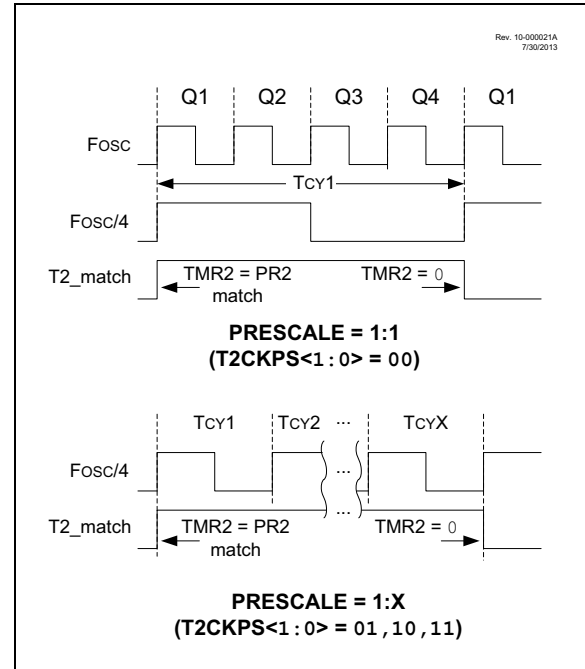 Rev. 10-000021A
7/30/2013
Q1 Q2 Q3 Q4 Q1
FOSC
TCY1
FOSC/4
T2_match
TMR2 = PR2
match
TMR2 = 0
PRESCALE = 1:1
(T2CKPS<1:0> = 00)
TCY1 TCY2 ... TCYX
FOSC/4
...
T2_match
...
TMR2 = PR2
match
TMR2 = 0
PRESCALE = 1:X
(T2CKPS<1:0> = 01,10,11)